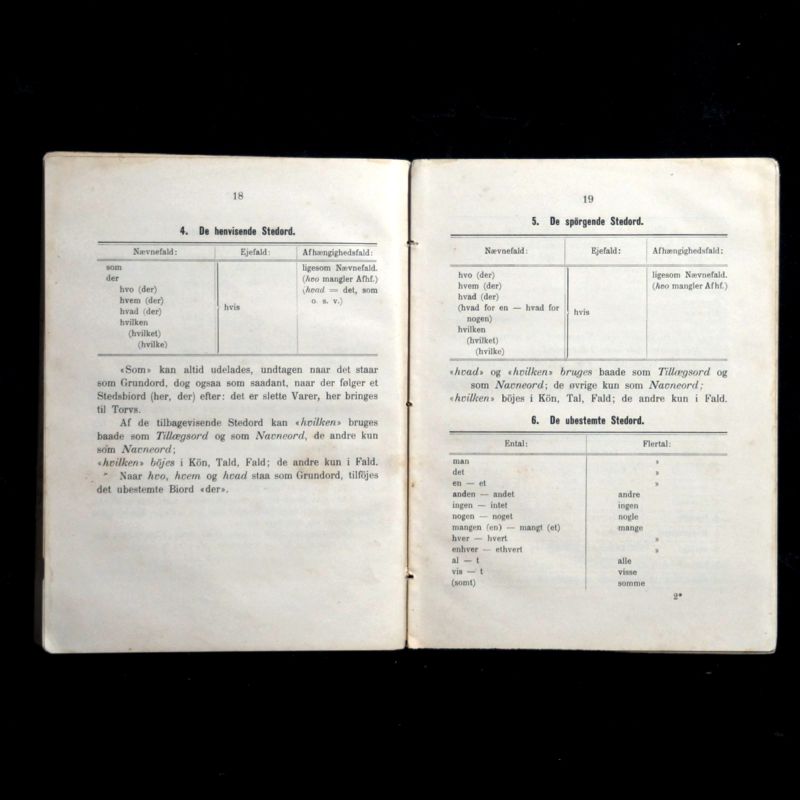 18
4. De henvisende Stedord.
Nævnefald: Ejefald: Afhængighedsfald:
som ligesom Nævnefald.
der (hvo mangler Afhf.)
hvo (der) (hvad = det, som
hvem (der) o. s. v.)
hvad (der) hvis
hvilken
(hvilket)
(hvilke)
«Som» kan altid udelades, undtagen naar det staar
som Grundord, dog ogsaa som saadant, naar der følger et
Stedsbiord (her, der) efter: det er slette Varer, her bringes
til Torvs.
Af de tilbagevisende Stedord kan «hvilken» bruges
baade som Tillægsord og som Navneord, de andre kun
som Navneord;
«hvilken» böjes i Kön, Tald, Fald; de andre kun i Fald.
Naar hvo, hvem og hvad staa som Grundord, tilföjes
det ubestemte Biord «der».
19
5. De spörgende Stedord.
Nævnefald: Ejefald: Afhængighedsfald:
hvo (der) ligesom Nævnefald.
hvem (der) (hvo mangler Afhf.)
hvad (der)
(hvad for en — hvad for
nogen) hvis
hvilken
(hvilket)
(hvilke)
«hvad» og «hvilken» bruges baade som Tillægsord og
som Navneord; de øvrige kun som Navneord;
«hvilken» böjes i Kön, Tal, Fald; de andre kun i Fald.
6. De ubestemte Stedord.
Ental: Flertal:
man »
det »
en — et »
anden — andet andre
ingen — intet ingen
nogen — noget nogle
mangen (en) — mangt (et) mange
hver — hvert »
enhver — ethvert »
al — t alle
vis — t visse
(somt) somme
2*